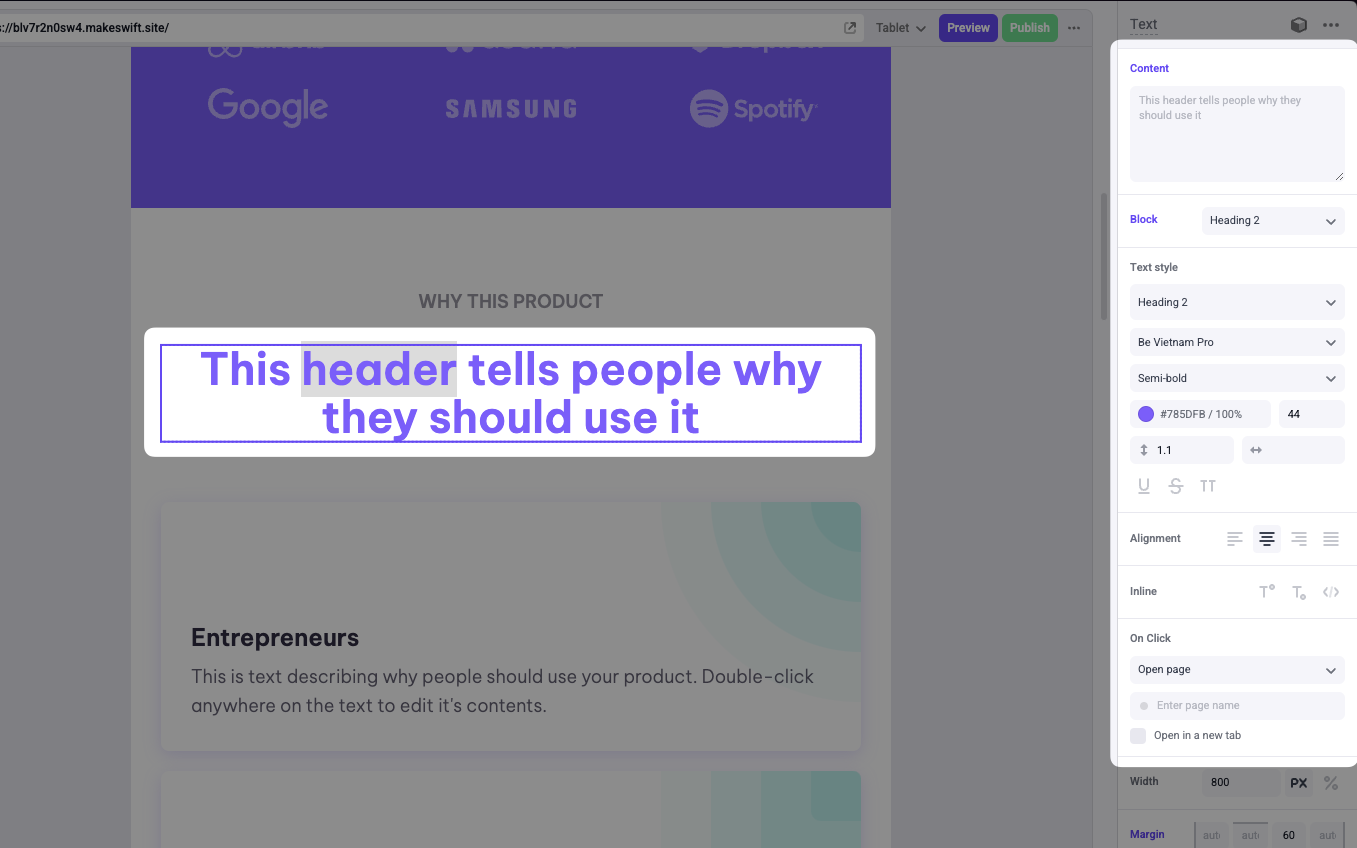 s://blv7r2n0sw4.makeswift.site/
Tablet
Preview
Publish
Text
Google
SAMSUNG
Spotify
WHY THIS PRODUCT
This header tells people why
they should use it
Entrepreneurs
This is text describing why people should use your product. Double-click
anywhere on the text to edit it's contents.
Content
This header tells people why they
should use it
Block
Heading 2
Text style
Heading 2
Be Vietnam Pro
Semi-bold
#785DFB / 100%
44
1.1
U S TT
Alignment
Inline
On Click
Open page
Enter page name
Open in a new tab
Width
800
PX
%
Margin
auto
auto
60
auto